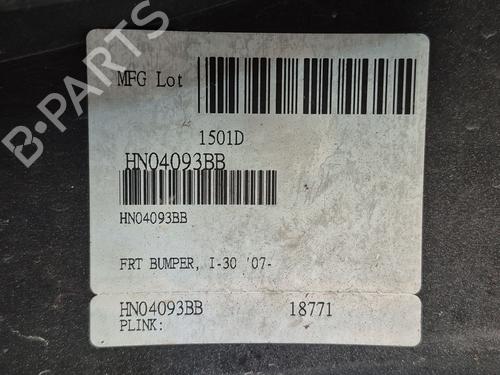 B-PARTS
MFG Lot
1501D
HN04093BB
HN04093BB
FRT BUMPER, I-30 '07-
HN04093BB 18771
PLINK: